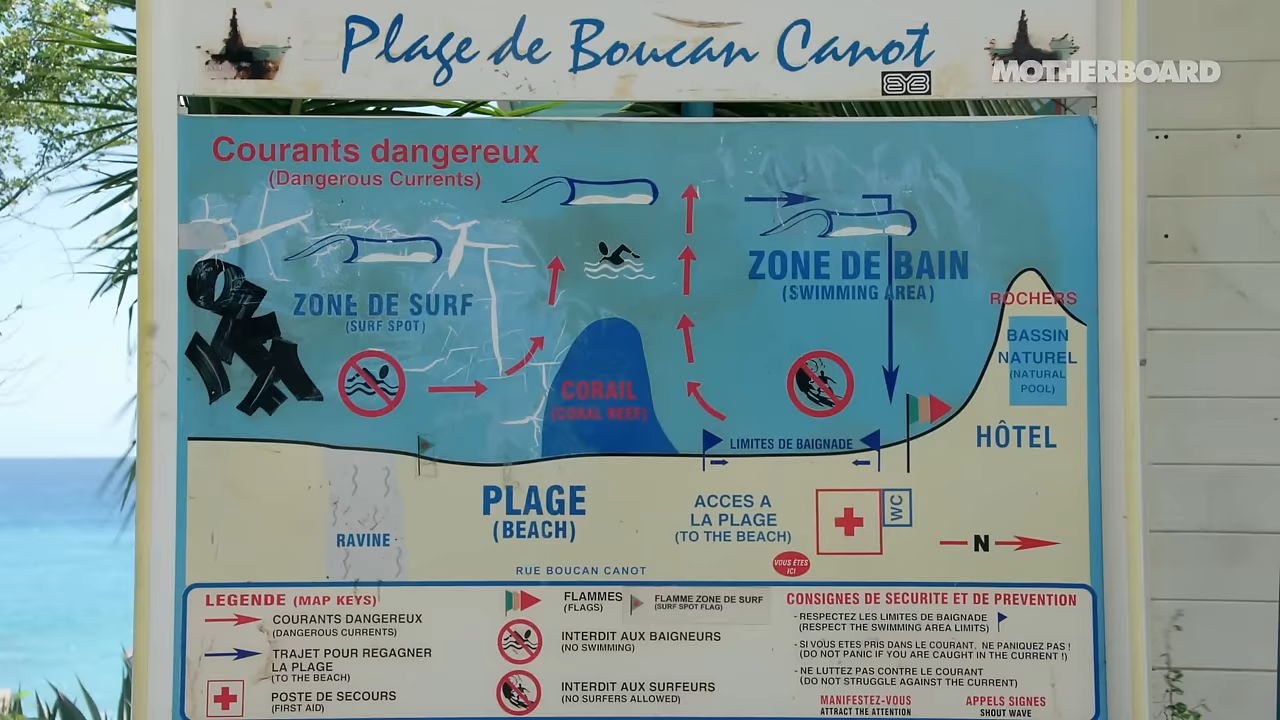 Plage de Boucan Canot
MOTHERBOARD
Courants dangereux
(Dangerous Currents)
ZONE DE SURF
(SURF SPOT)
ZONE DE BAIN
(SWIMMING AREA)
ROCHERS
BASSIN
NATUREL
(NATURAL
POOL)
CORAIL
(CORAL REEF)
HÔTEL
LIMITES DE BAIGNADE
RAVINE
PLAGE
(BEACH)
ACCES A
LA PLAGE
(TO THE BEACH)
WC
N
VOUS ÊTES
ICI
RUE BOUCAN CANOT
LEGENDE (MAP KEYS)
COURANTS DANGEREUX
(DANGEROUS CURRENTS)
TRAJET POUR REGAGNER
LA PLAGE
(TO THE BEACH)
POSTE DE SECOURS
(FIRST AID)
FLAMMES
(FLAGS)
FLAMME ZONE DE SURF
(SURF SPOT FLAG)
INTERDIT AUX BAIGNEURS
(NO SWIMMING)
INTERDIT AUX SURFEURS
(NO SURFERS ALLOWED)
CONSIGNES DE SECURITE ET DE PREVENTION
- RESPECTEZ LES LIMITES DE BAIGNADE
(RESPECT THE SWIMMING AREA LIMITS)
- SI VOUS ETES PRIS DANS LE COURANT, NE PANIQUEZ PAS !
(DO NOT PANIC IF YOU ARE CAUGHT IN THE CURRENT !)
- NE LUTTEZ PAS CONTRE LE COURANT
(DO NOT STRUGGLE AGAINST THE CURRENT)
MANIFESTEZ-VOUS
ATTRACT THE ATTENTION
APPELS SIGNES
SHOUT WAVE